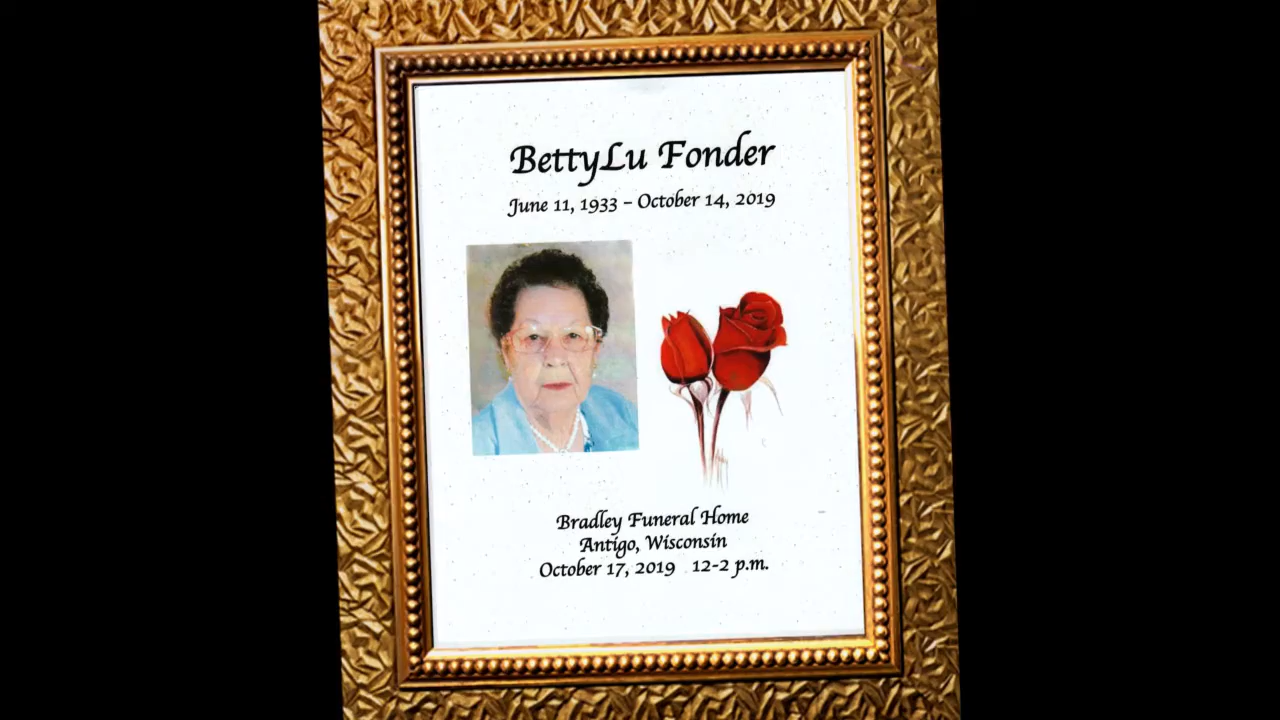 BettyLu Fonder
June 11, 1933 – October 14, 2019
Bradley Funeral Home
Antigo, Wisconsin
October 17, 2019 12-2 p.m.